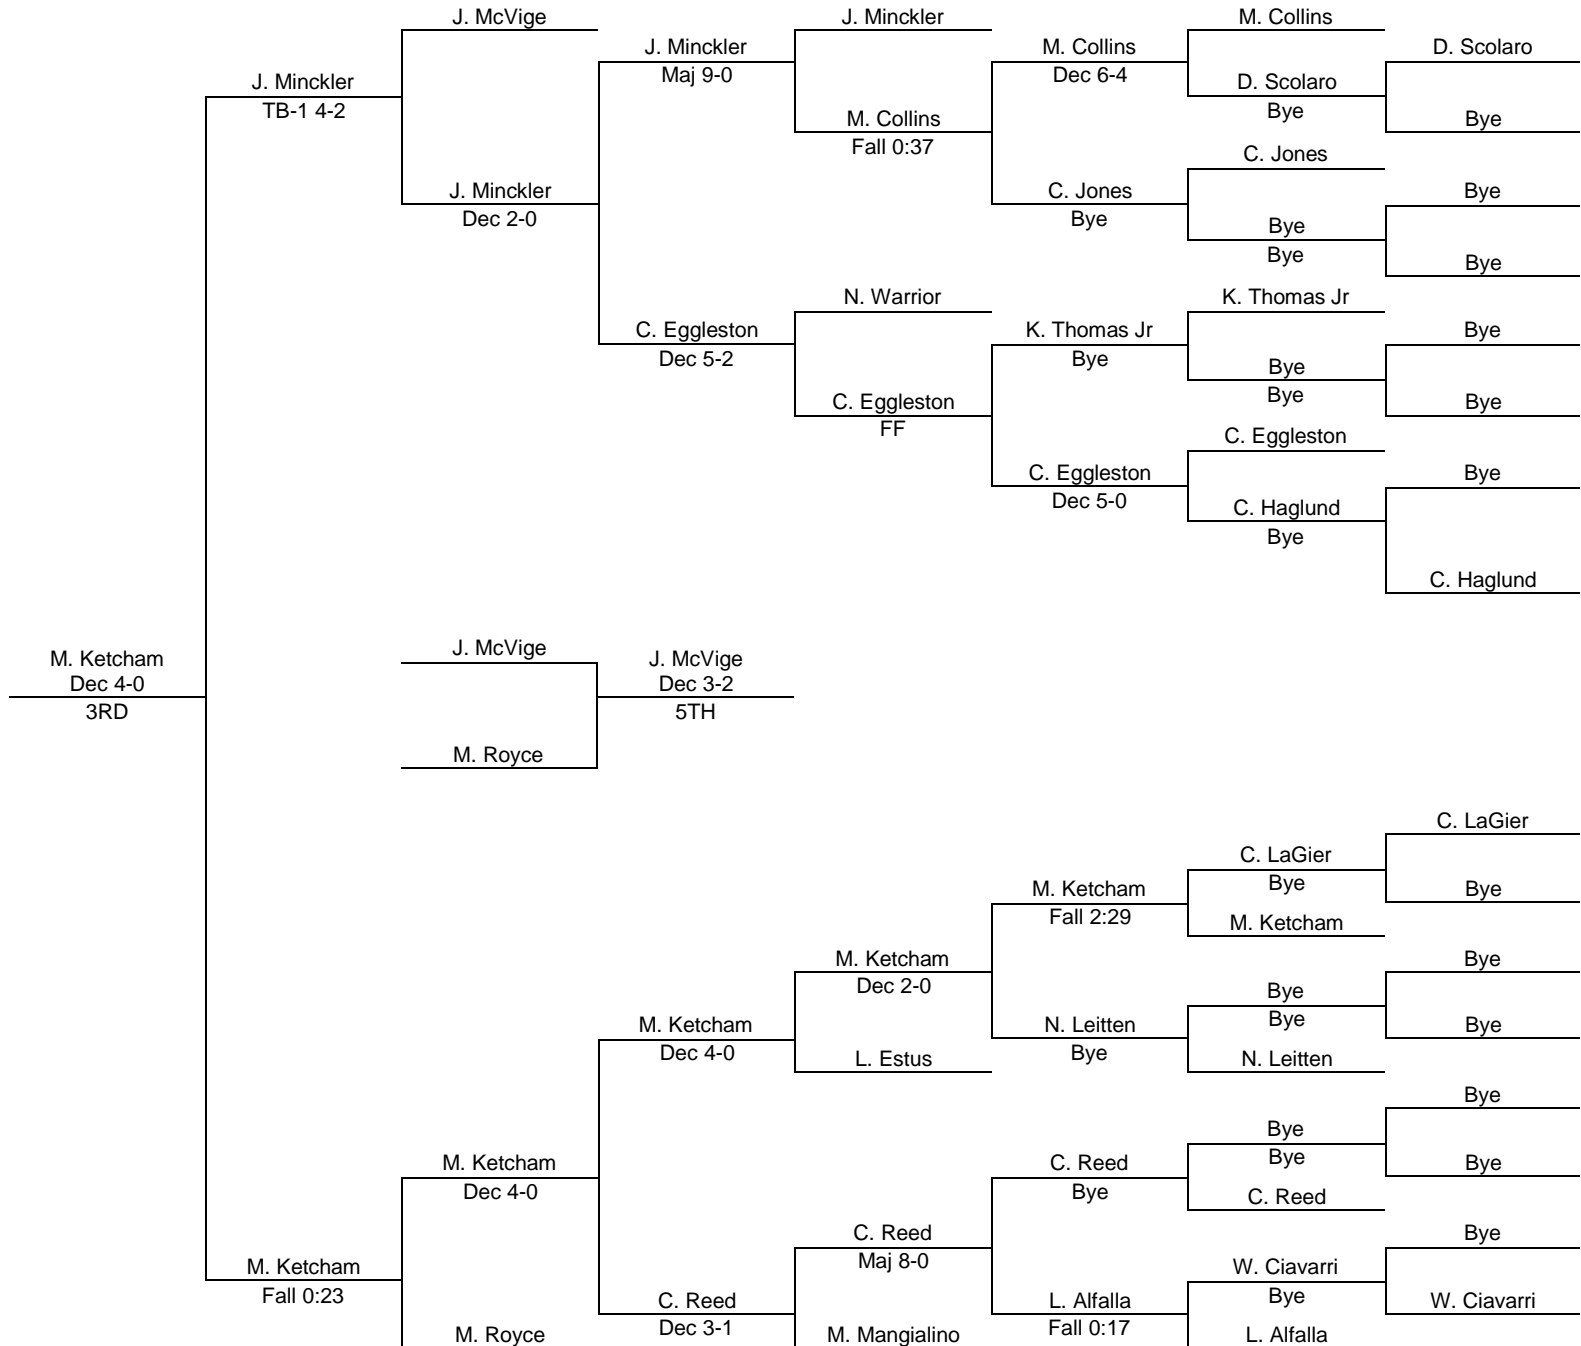 J. McVige
J. Minckler
M. Collins
J. Minckler
Maj 9-0
M. Collins
Dec 6-4
D. Scolaro
J. Minckler
TB-1 4-2
D. Scolaro
Bye
M. Collins
Fall 0:37
Bye
C. Jones
J. Minckler
Dec 2-0
C. Jones
Bye
Bye
Bye
Bye
Bye
N. Warrior
K. Thomas Jr
C. Eggleston
Dec 5-2
K. Thomas Jr
Bye
Bye
Bye
Bye
C. Eggleston
FF
Bye
C. Eggleston
C. Eggleston
Dec 5-0
Bye
C. Haglund
Bye
C. Haglund
M. Ketcham
Dec 4-0
3RD
J. McVige
J. McVige
Dec 3-2
5TH
M. Royce
C. LaGier
C. LaGier
Bye
M. Ketcham
Fall 2:29
Bye
M. Ketcham
M. Ketcham
Dec 2-0
Bye
Bye
Bye
M. Ketcham
Dec 4-0
N. Leitten
Bye
Bye
L. Estus
N. Leitten
Bye
Bye
Bye
M. Ketcham
Dec 4-0
C. Reed
Bye
Bye
C. Reed
C. Reed
Maj 8-0
Bye
M. Ketcham
Fall 0:23
W. Ciavarri
Bye
C. Reed
Dec 3-1
L. Alfalla
Fall 0:17
W. Ciavarri
M. Royce
M. Mangialino
L. Alfalla